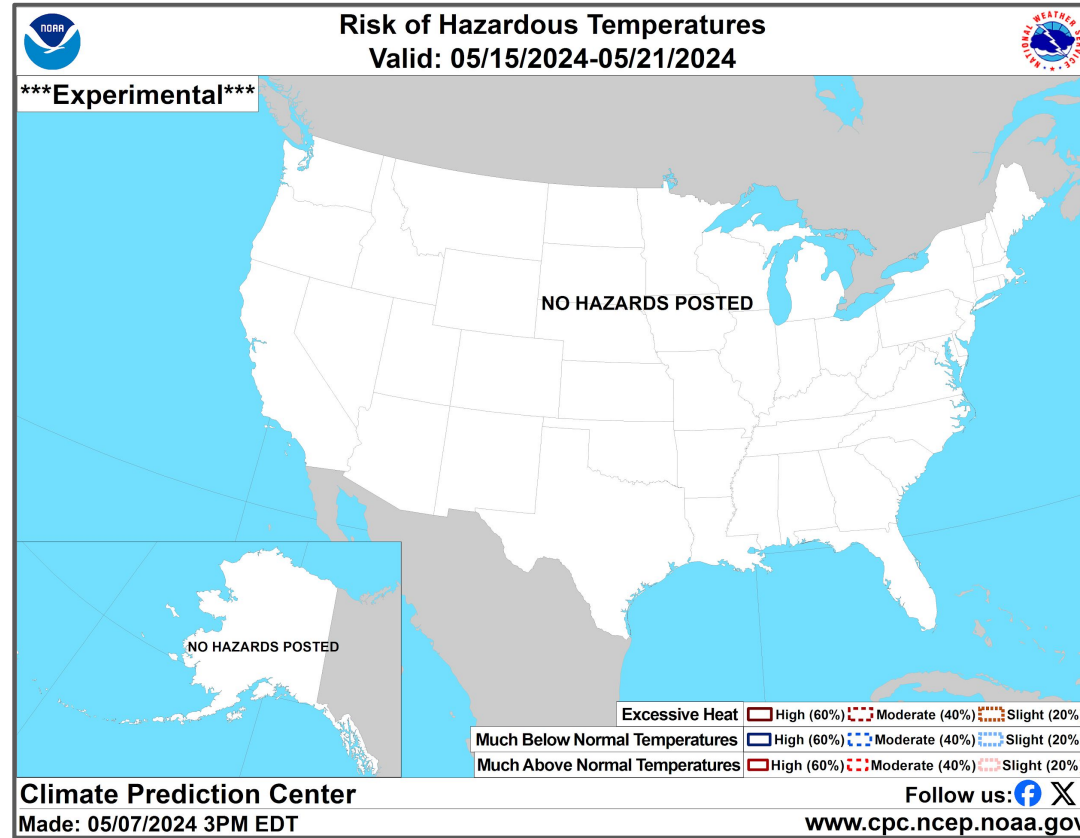 NOAA
Risk of Hazardous Temperatures
Valid: 05/15/2024-05/21/2024
NATIONAL WEATHER SERVICE
***Experimental***
NO HAZARDS POSTED
NO HAZARDS POSTED
Excessive Heat High (60%) Moderate (40%) Slight (20%
Much Below Normal Temperatures High (60%) Moderate (40%) Slight (20%
Much Above Normal Temperatures High (60%) Moderate (40%) Slight (20%
Climate Prediction Center
Follow us:
Made: 05/07/2024 3PM EDT
www.cpc.ncep.noaa.gov